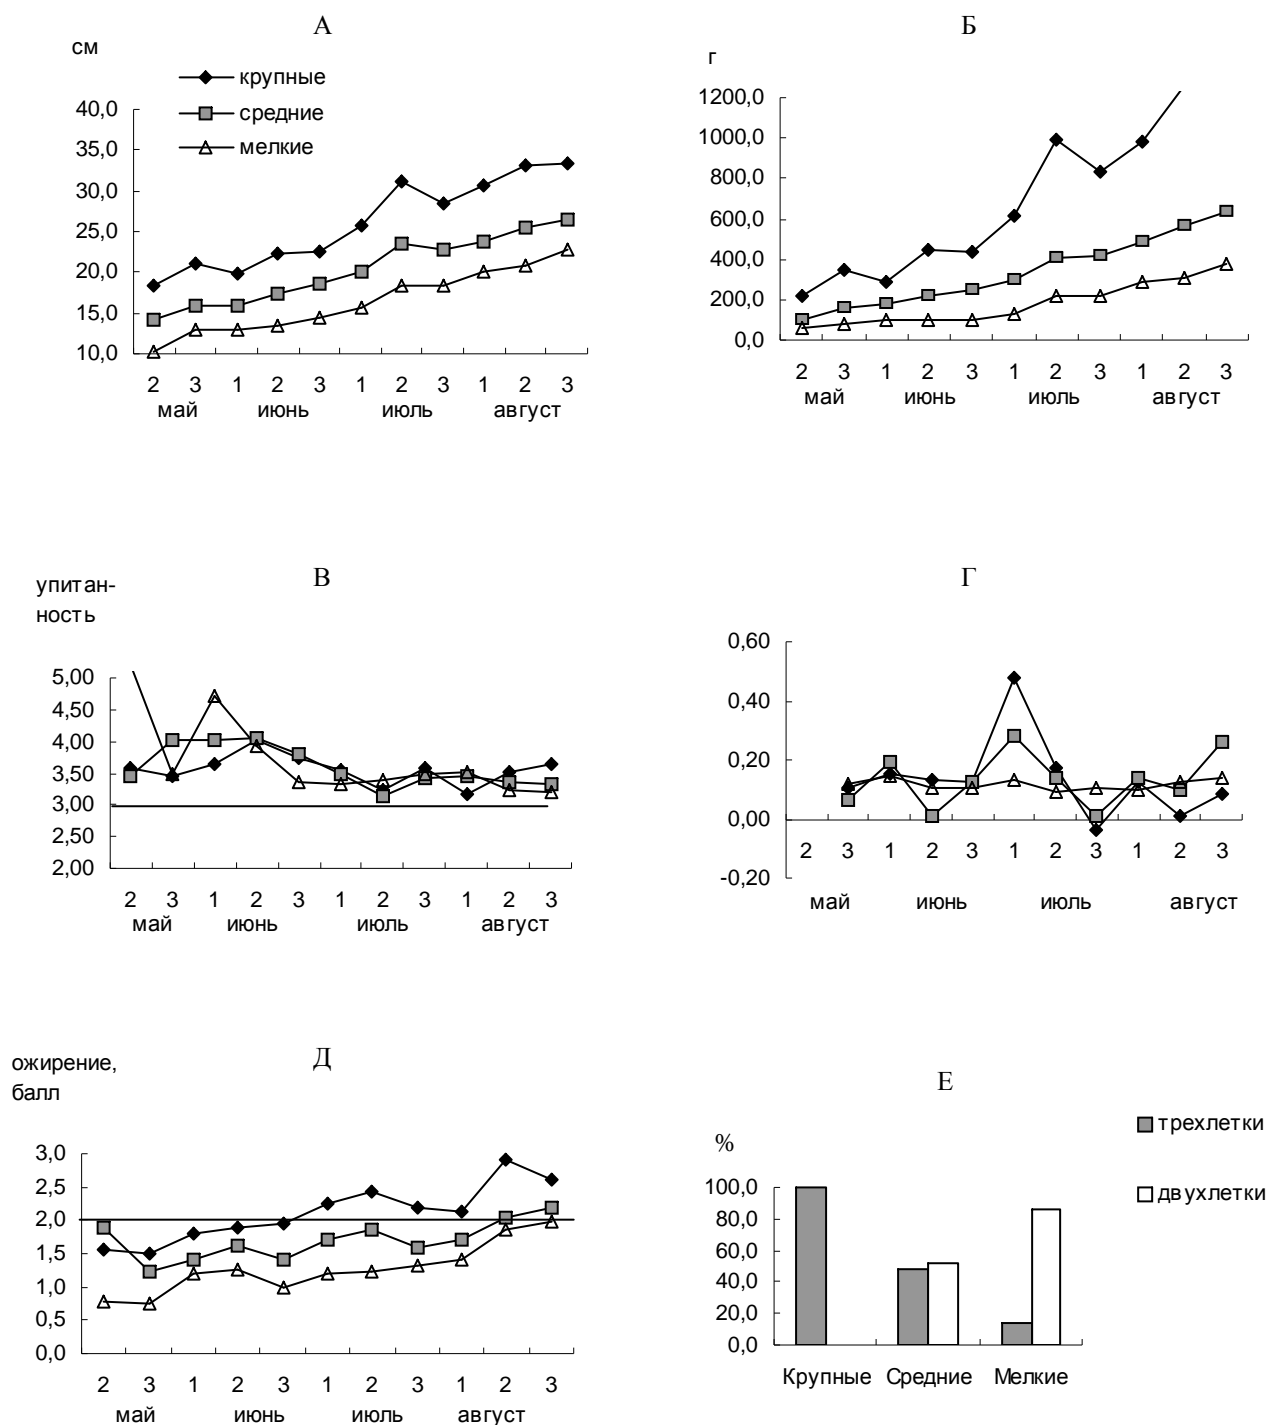 А
см
крупные
средние
мелкие
40,0
35,0
30,0
25,0
20,0
15,0
10,0
2 3 1 2 3 1 2 3 1 2 3
май июнь июль август
Б
г
1200,0
1000,0
800,0
600,0
400,0
200,0
0,0
2 3 1 2 3 1 2 3 1 2 3
май июнь июль август
В
упитан-
ность
5,00
4,50
4,00
3,50
3,00
2,50
2,00
2 3 1 2 3 1 2 3 1 2 3
май июнь июль август
Г
0,60
0,40
0,20
0,00
-0,20
2 3 1 2 3 1 2 3 1 2 3
май июнь июль август
Д
ожирение,
балл
3,0
2,5
2,0
1,5
1,0
0,5
0,0
2 3 1 2 3 1 2 3 1 2 3
май июнь июль август
Е
трехлетки
двухлетки
%
100,0
80,0
60,0
40,0
20,0
0,0
Крупные Средние Мелкие